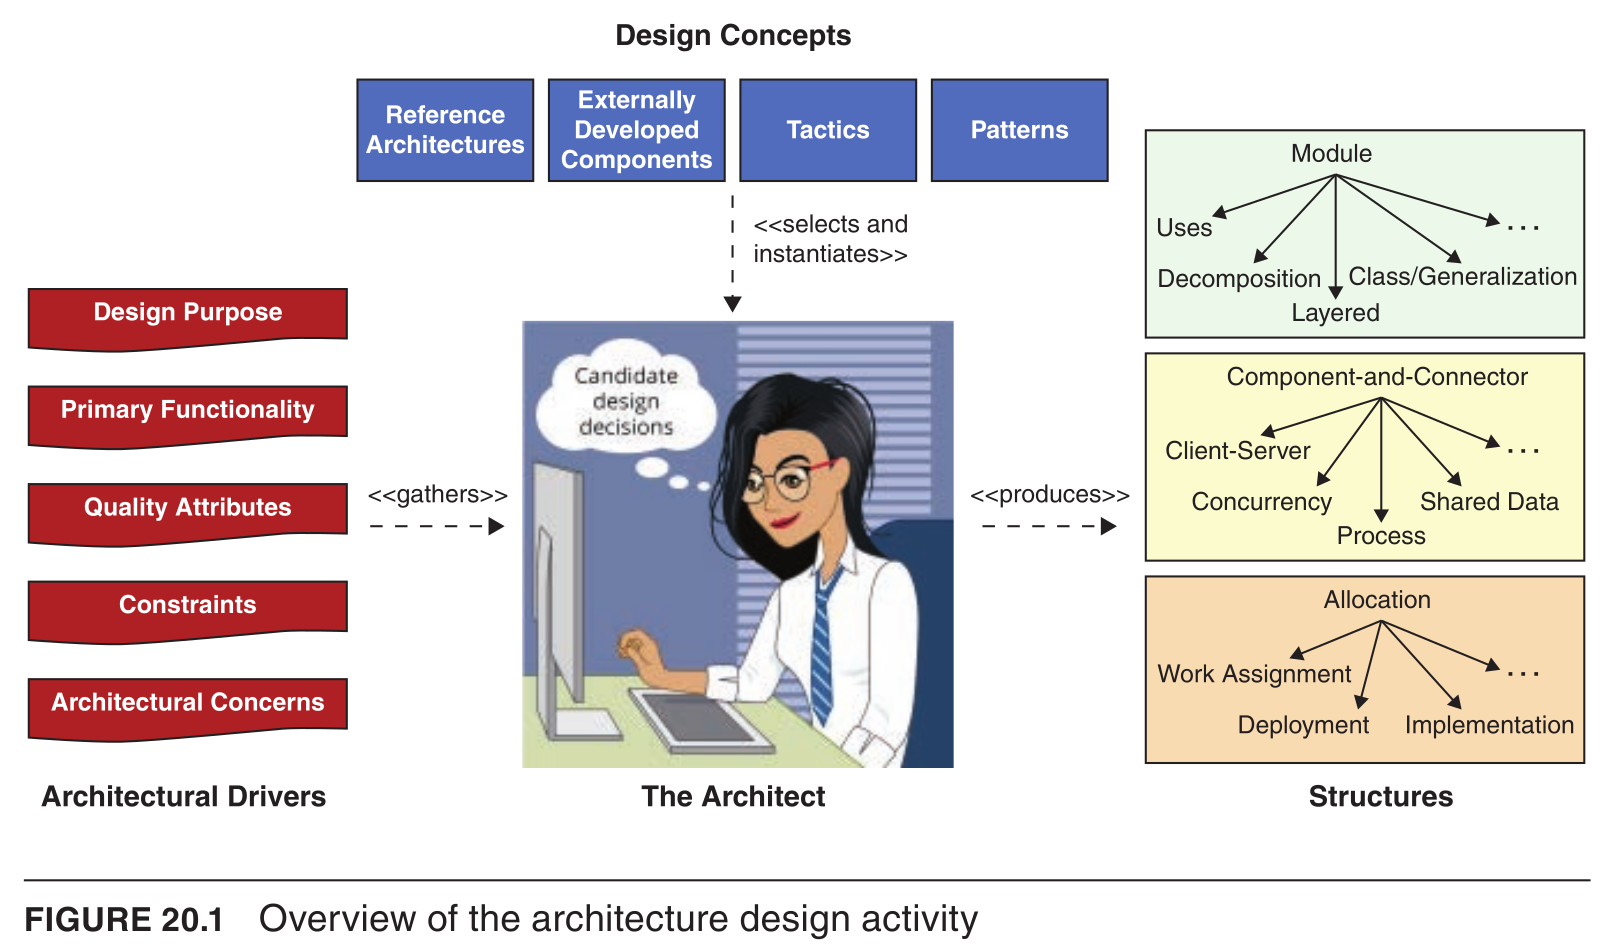 Design Concepts
Reference
Architectures
Externally
Developed
Components
Tactics
Patterns
<<selects and
instantiates>>
Design Purpose
Primary Functionality
Quality Attributes
Constraints
Architectural Concerns
Architectural Drivers
<<gathers>>
Candidate
design
decisions
The Architect
<<produces>>
Module
Uses
Decomposition
Layered
Class/Generalization
...
Component-and-Connector
Client-Server
Concurrency
Process
Shared Data
...
Allocation
Work Assignment
Deployment
Implementation
...
Structures
FIGURE 20.1 Overview of the architecture design activity